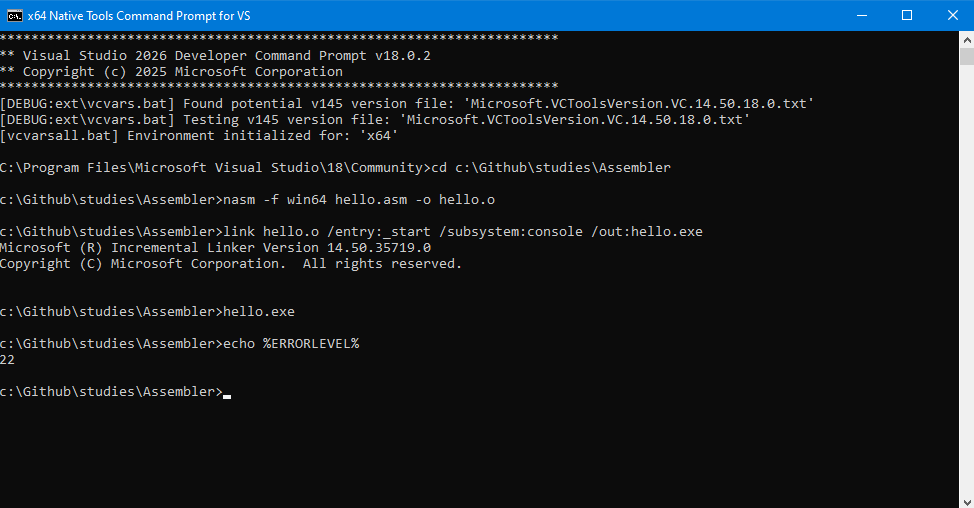 x64 Native Tools Command Prompt for VS
**********************************************************************
** Visual Studio 2026 Developer Command Prompt v18.0.2
** Copyright (c) 2025 Microsoft Corporation
**********************************************************************
[DEBUG:ext\vcvars.bat] Found potential v145 version file: 'Microsoft.VCToolsVersion.VC.14.50.18.0.txt'
[DEBUG:ext\vcvars.bat] Testing v145 version file: 'Microsoft.VCToolsVersion.VC.14.50.18.0.txt'
[vcvarsall.bat] Environment initialized for: 'x64'
C:\Program Files\Microsoft Visual Studio\18\Community>cd c:\Github\studies\Assembler
c:\Github\studies\Assembler>nasm -f win64 hello.asm -o hello.o
c:\Github\studies\Assembler>link hello.o /entry:_start /subsystem:console /out:hello.exe
Microsoft (R) Incremental Linker Version 14.50.35719.0
Copyright (C) Microsoft Corporation.  All rights reserved.
c:\Github\studies\Assembler>hello.exe
c:\Github\studies\Assembler>echo %ERRORLEVEL%
22
c:\Github\studies\Assembler>